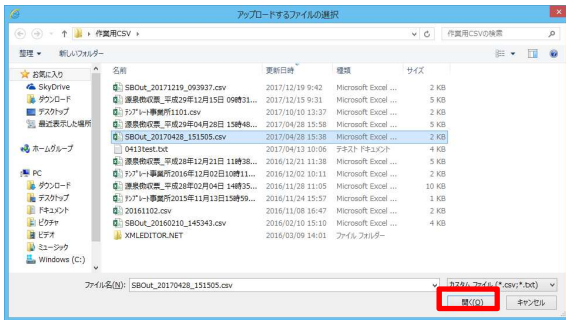 アップロードするファイルの選択
作業用CSV
作業用CSVの検索
整理 新しいフォルダー
名前 更新日時 種類 サイズ
お気に入り
SkyDrive
ダウンロード
デスクトップ
最近表示した場所
ホームグループ
PC
ダウンロード
デスクトップ
ドキュメント
ピクチャ
ビデオ
ミュージック
Windows (C:)
SBOut_20171219_093937.csv 2017/12/19 9:42 Microsoft Excel ... 2 KB
源泉徴収票_平成29年12月15日 09時31... 2017/12/15 9:31 Microsoft Excel ... 5 KB
テンプレート事業所1101.csv 2017/10/10 13:37 Microsoft Excel ... 2 KB
源泉徴収票_平成29年04月28日 15時48... 2017/04/28 15:58 Microsoft Excel ... 5 KB
SBOut_20170428_151505.csv 2017/04/28 15:38 Microsoft Excel ... 2 KB
0413test.txt 2017/04/13 10:06 テキスト ドキュメント 4 KB
源泉徴収票_平成28年12月21日 11時38... 2016/12/21 11:38 Microsoft Excel ... 5 KB
テンプレート事業所2016年12月02日10時11... 2016/12/02 10:11 Microsoft Excel ... 2 KB
源泉徴収票_平成28年02月04日 14時35... 2016/11/28 11:05 Microsoft Excel ... 10 KB
テンプレート事業所2015年11月13日15時59... 2016/11/24 15:57 Microsoft Excel ... 1 KB
20161102.csv 2016/11/08 16:47 Microsoft Excel ... 2 KB
SBOut_20160210_145343.csv 2016/02/10 15:10 Microsoft Excel ... 4 KB
XMLEDITOR.NET 2016/03/09 14:01 ファイル フォルダー
ファイル名(N): SBOut_20170428_151505.csv カスタム ファイル (*.csv;*.txt)
開く(O) キャンセル